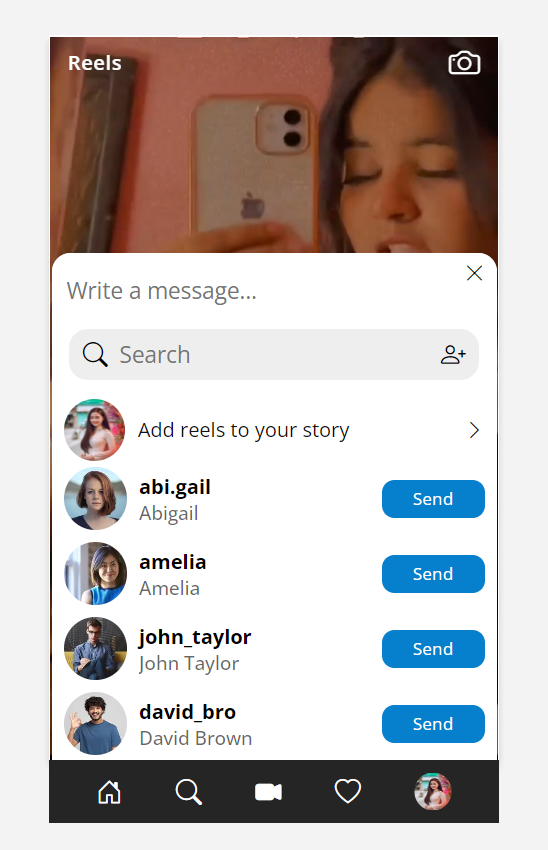 Reels
Write a message...
Search
Add reels to your story
abi.gail
Abigail
Send
amelia
Amelia
Send
john_taylor
John Taylor
Send
david_bro
David Brown
Send